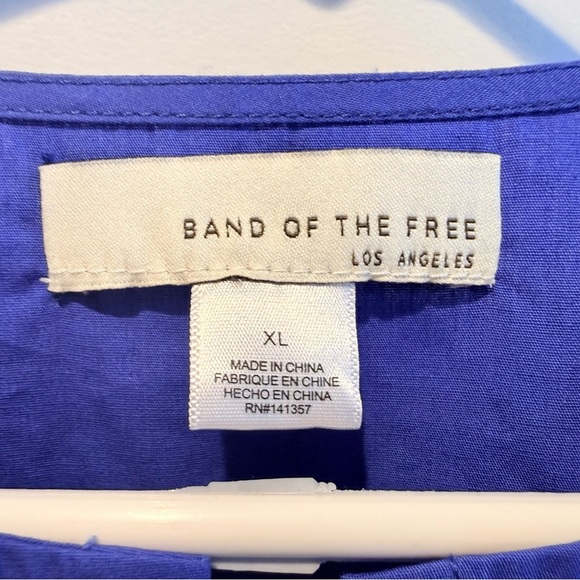 BAND OF THE FREE
LOS ANGELES
XL
MADE IN CHINA
FABRIQUE EN CHINE
HECHO EN CHINA
RN#141357